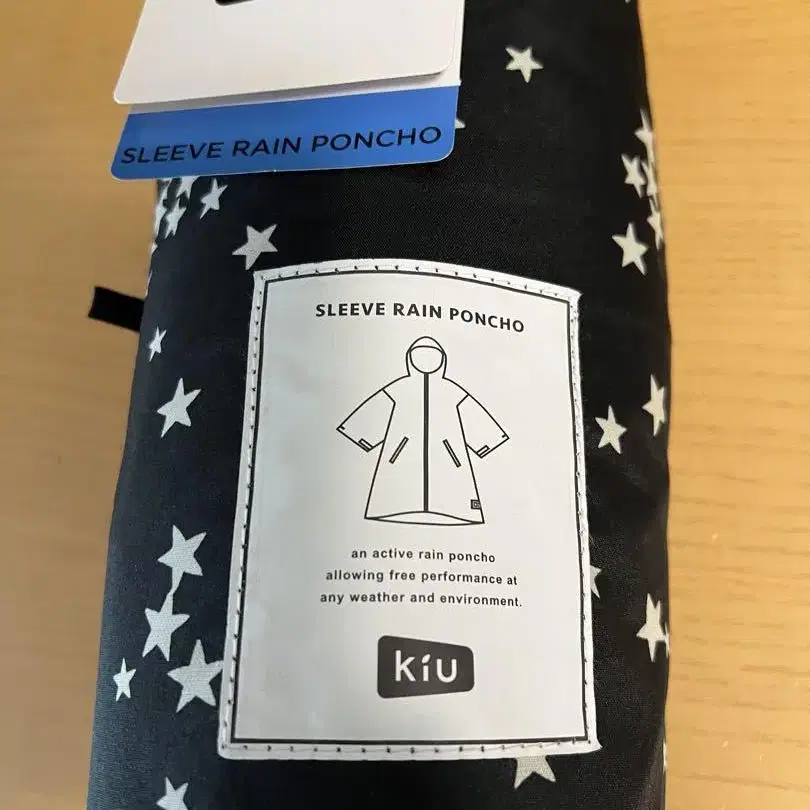 SLEEVE RAIN PONCHO
SLEEVE RAIN PONCHO
an active rain poncho
allowing free performance at
any weather and environment.
kiu